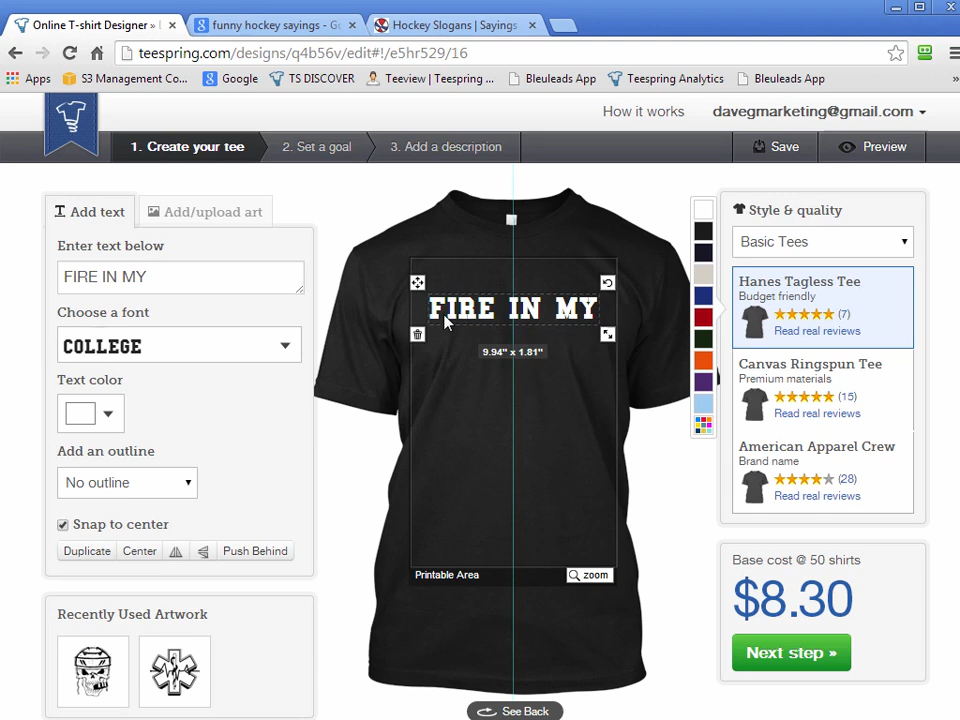 Online T-shirt Designer »
funny hockey sayings - Go
Hockey Slogans | Sayings
teespring.com/designs/q4b56v/edit#!/e5hr529/16
Apps
S3 Management Co...
Google
TS DISCOVER
Teeview | Teespring ...
Bleuleads App
Teespring Analytics
Bleuleads App
»
How it works
davegmarketing@gmail.com
1. Create your tee
2. Set a goal
3. Add a description
Save
Preview
Add text
Add/upload art
Enter text below
FIRE IN MY
Choose a font
COLLEGE
Text color
Add an outline
No outline
Snap to center
Duplicate
Center
Push Behind
Recently Used Artwork
FIRE IN MY
9.94" x 1.81"
Printable Area
zoom
See Back
Style & quality
Basic Tees
Hanes Tagless Tee
Budget friendly
(7)
Read real reviews
Canvas Ringspun Tee
Premium materials
(15)
Read real reviews
American Apparel Crew
Brand name
(28)
Read real reviews
Base cost @ 50 shirts
$8.30
Next step »